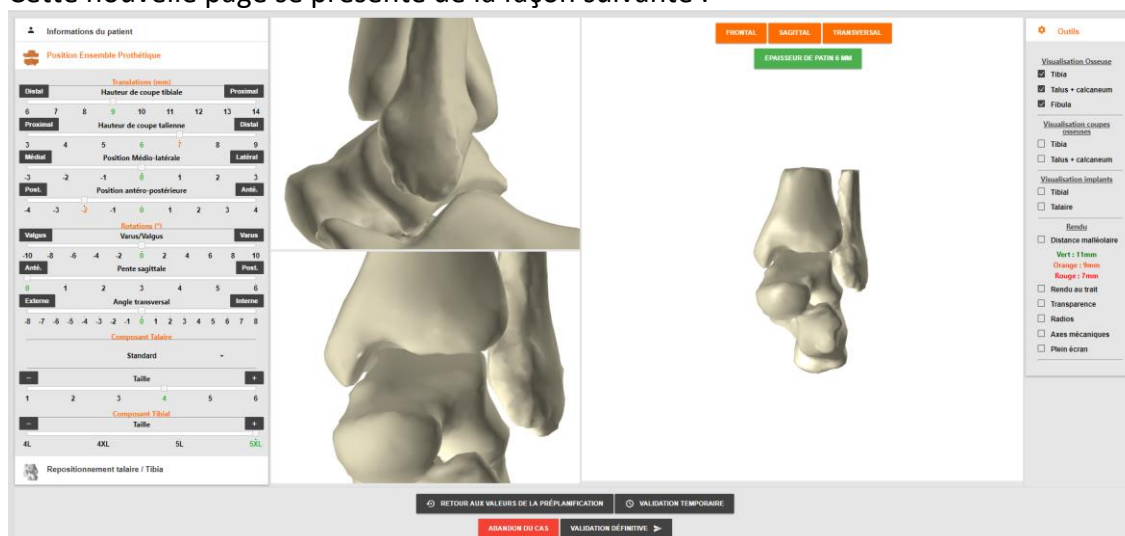 Cette nouvelle page se présente de la façon suivante :
Informations du patient
Position Ensemble Prothétique
Translations (mm)
Distal Hauteur de coupe tibiale Proximal
6 7 8 9 10 11 12 13 14
Proximal Hauteur de coupe talienne Distal
3 4 5 6 7 8 9
Médial Position Médio-latérale Latéral
-3 -2 -1 0 1 2 3
Post. Position antéro-postérieure Anté.
-4 -3 -2 -1 0 1 2 3 4
Rotations (°)
Valgus Varus/Valgus Varus
-10 -8 -6 -4 -2 0 2 4 6 8 10
Anté. Pente sagittale Post.
0 1 2 3 4 5 6
Externe Angle transversal Interne
-8 -7 -6 -5 -4 -3 -2 -1 0 1 2 3 4 5 6 7 8
Composant Talaire
Standard
− Taille +
1 2 3 4 5 6
Composant Tibial
− Taille +
4L 4XL 5L 5XL
Repositionnement talaire / Tibia
FRONTAL SAGITTAL TRANSVERSAL
EPAISSEUR DE PATIN 6 MM
Outils
Visualisation Osseuse
Tibia
Talus + calcaneum
Fibula
Visualisation coupes
osseuses
Tibia
Talus + calcaneum
Visualisation implants
Tibial
Talaire
Rendu
Distance malléolaire
Vert : 11mm
Orange : 9mm
Rouge : 7mm
Rendu au trait
Transparence
Radios
Axes mécaniques
Plein écran
RETOUR AUX VALEURS DE LA PRÉPLANIFICATION VALIDATION TEMPORAIRE
ABANDON DU CAS VALIDATION DÉFINITIVE